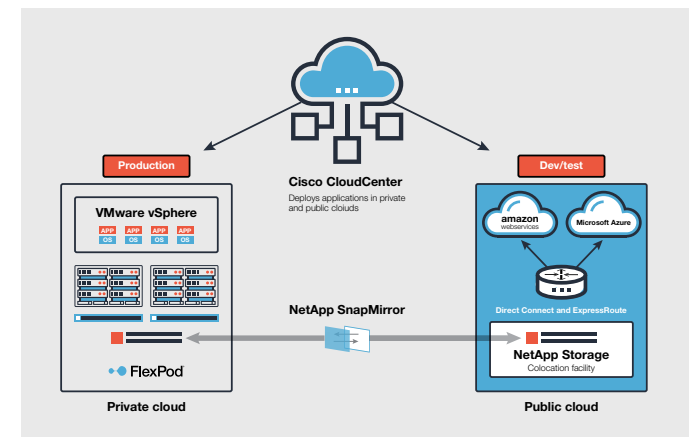 Production
Dev/test
Cisco CloudCenter
Deploys applications in private
and public cloiuds
VMware vSphere
APP APP APP APP
OS OS OS OS
amazon
webservices
Microsoft Azure
Direct Connect and ExpressRoute
NetApp SnapMirror
NetApp Storage
Colocation facility
FlexPod
Private cloud
Public cloud